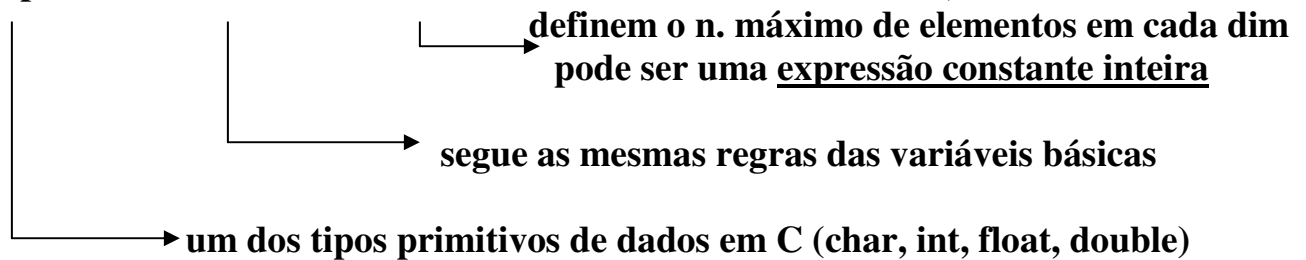 definem o n. máximo de elementos em cada dim
pode ser uma expressão constante inteira
segue as mesmas regras das variáveis básicas
um dos tipos primitivos de dados em C (char, int, float, double)